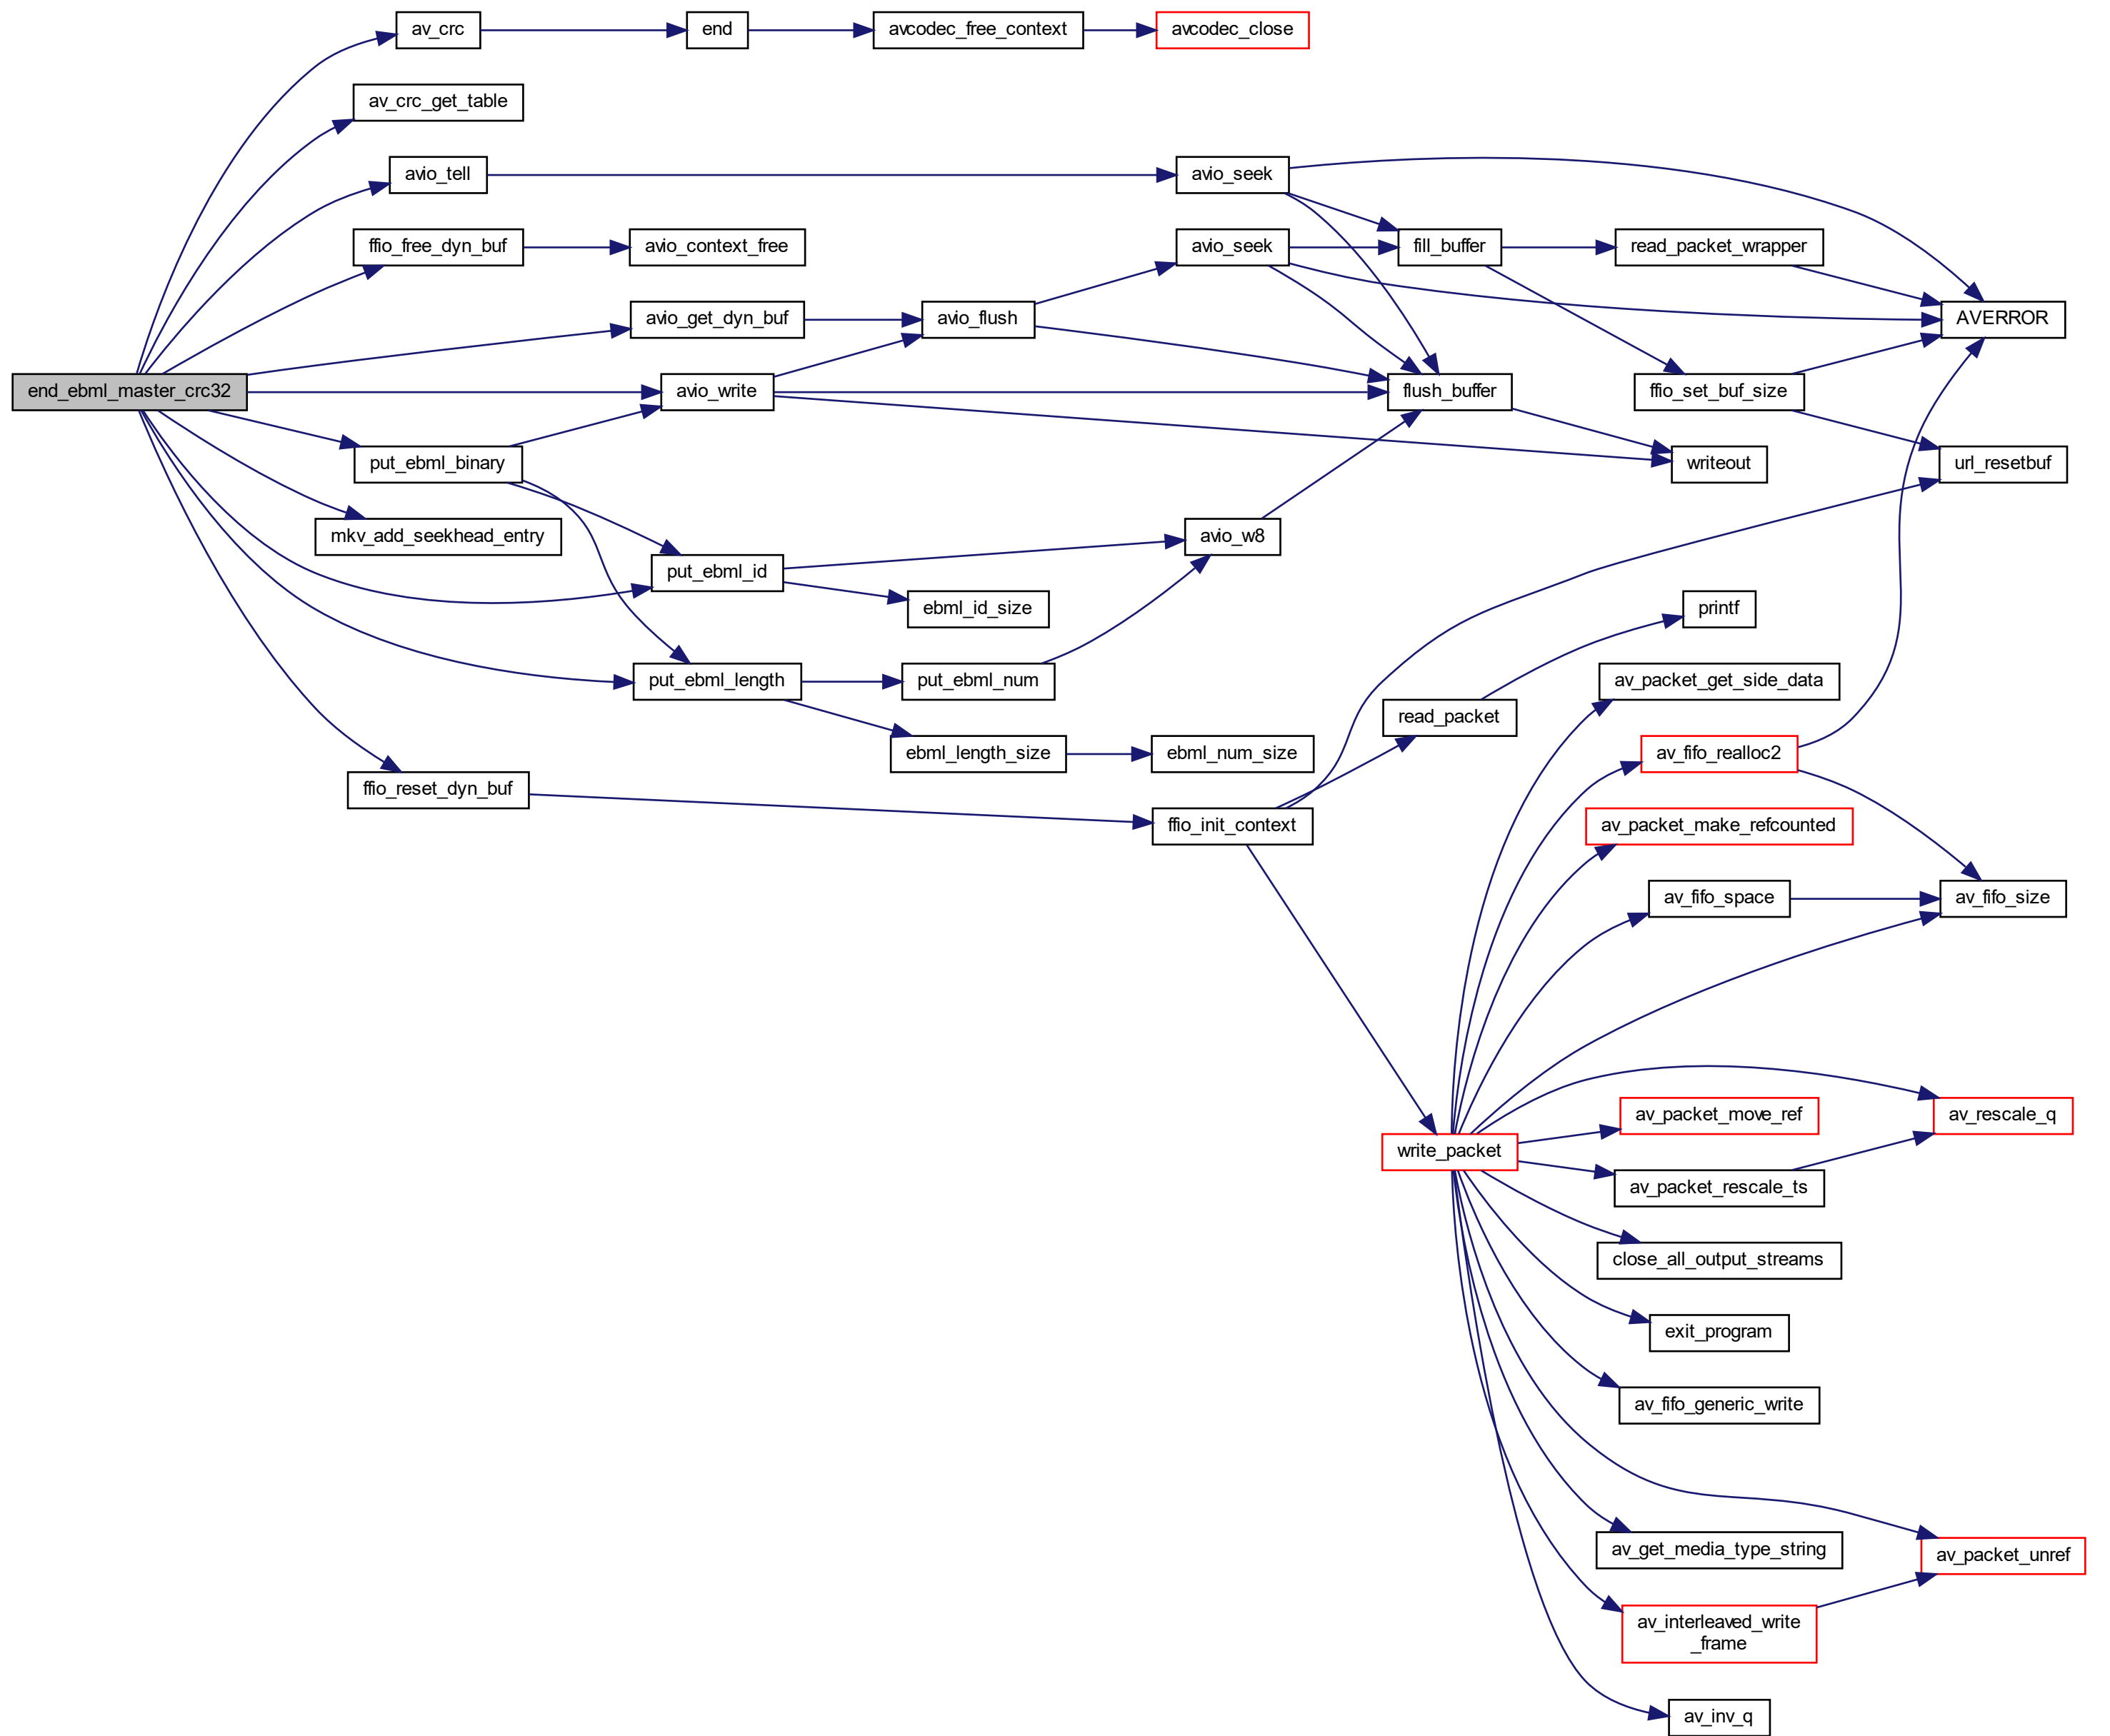 av_crc
end
avcodec_free_context
avcodec_close
av_crc_get_table
avio_tell
avio_seek
ffio_free_dyn_buf
avio_context_free
avio_seek
fill_buffer
read_packet_wrapper
avio_get_dyn_buf
avio_flush
AVERROR
end_ebml_master_crc32
avio_write
flush_buffer
ffio_set_buf_size
put_ebml_binary
writeout
url_resetbuf
mkv_add_seekhead_entry
avio_w8
put_ebml_id
ebml_id_size
printf
put_ebml_length
put_ebml_num
av_packet_get_side_data
read_packet
ebml_length_size
ebml_num_size
av_fifo_realloc2
ffio_reset_dyn_buf
ffio_init_context
av_packet_make_refcounted
av_fifo_space
av_fifo_size
av_packet_move_ref
av_rescale_q
write_packet
av_packet_rescale_ts
close_all_output_streams
exit_program
av_fifo_generic_write
av_get_media_type_string
av_packet_unref
av_interleaved_write
_frame
av_inv_q